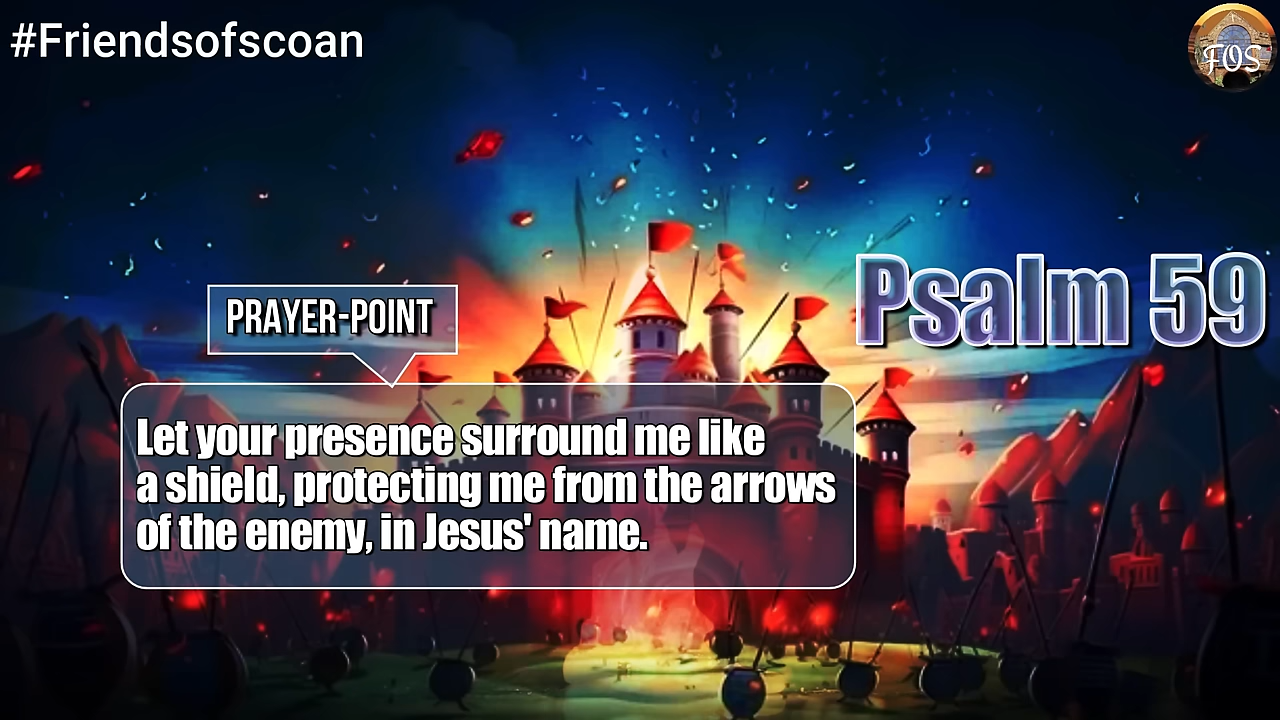 #Friendsofscoan
FOS
Psalm 59
PRAYER-POINT
Let your presence surround me like
a shield, protecting me from the arrows
of the enemy, in Jesus' name.